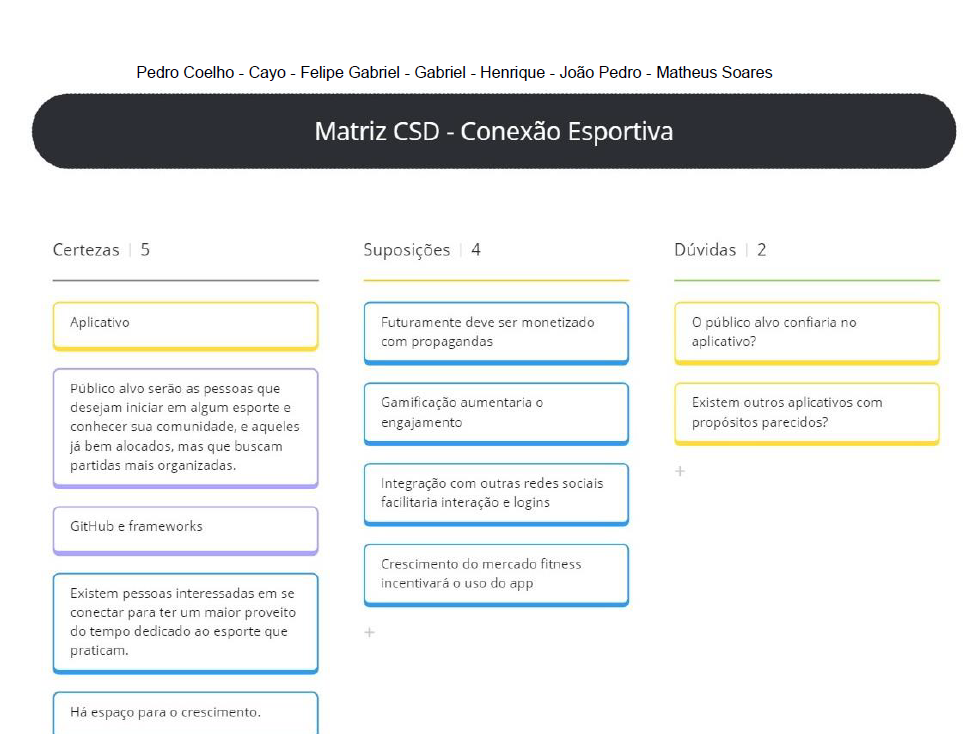 Pedro Coelho - Cayo - Felipe Gabriel - Gabriel - Henrique - João Pedro - Matheus Soares
Matriz CSD - Conexão Esportiva
Certezas | 5
Aplicativo
Público alvo serão as pessoas que
desejam iniciar em algum esporte e
conhecer sua comunidade, e aqueles
já bem alocados, mas que buscam
partidas mais organizadas.
GitHub e frameworks
Existem pessoas interessadas em se
conectar para ter um maior proveito
do tempo dedicado ao esporte que
praticam.
Há espaço para o crescimento.
Suposições | 4
Futuramente deve ser monetizado
com propagandas
Gamificação aumentaria o
engajamento
Integração com outras redes sociais
facilitaria interação e logins
Crescimento do mercado fitness
incentivará o uso do app
+
Dúvidas | 2
O público alvo confiaria no
aplicativo?
Existem outros aplicativos com
propósitos parecidos?
+